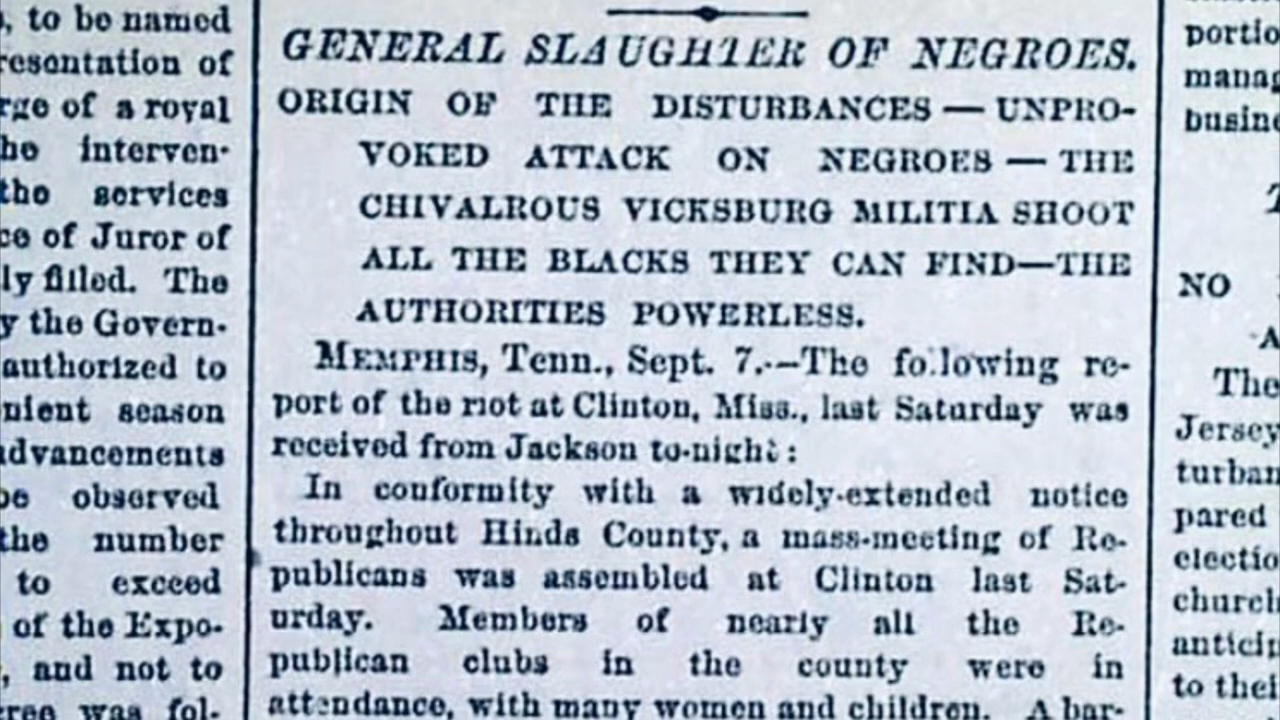 , to be named
resentation of
rge of a royal
he interven-
the services
ce of Juror of
ly filled. The
y the Govern-
authorized to
nient season
advancements
be observed
the number
to exceed
of the Expo-
, and not to
was fol-
GENERAL SLAUGHTER OF NEGROES.
ORIGIN OF THE DISTURBANCES — UNPRO-
VOKED ATTACK ON NEGROES — THE
CHIVALROUS VICKSBURG MILITIA SHOOT
ALL THE BLACKS THEY CAN FIND—THE
AUTHORITIES POWERLESS.
MEMPHIS, Tenn., Sept. 7.—The following re-
port of the riot at Clinton, Miss., last Saturday was
received from Jackson to-night:
In conformity with a widely-extended notice
throughout Hinds County, a mass-meeting of Re-
publicans was assembled at Clinton last Sat-
urday. Members of nearly all the Re-
publican clubs in the county were in
attendance, with many women and children. A bar-
portio
manag
busine
NO
A
The
Jersey
turban
pared
electio
church
anticip
to thei